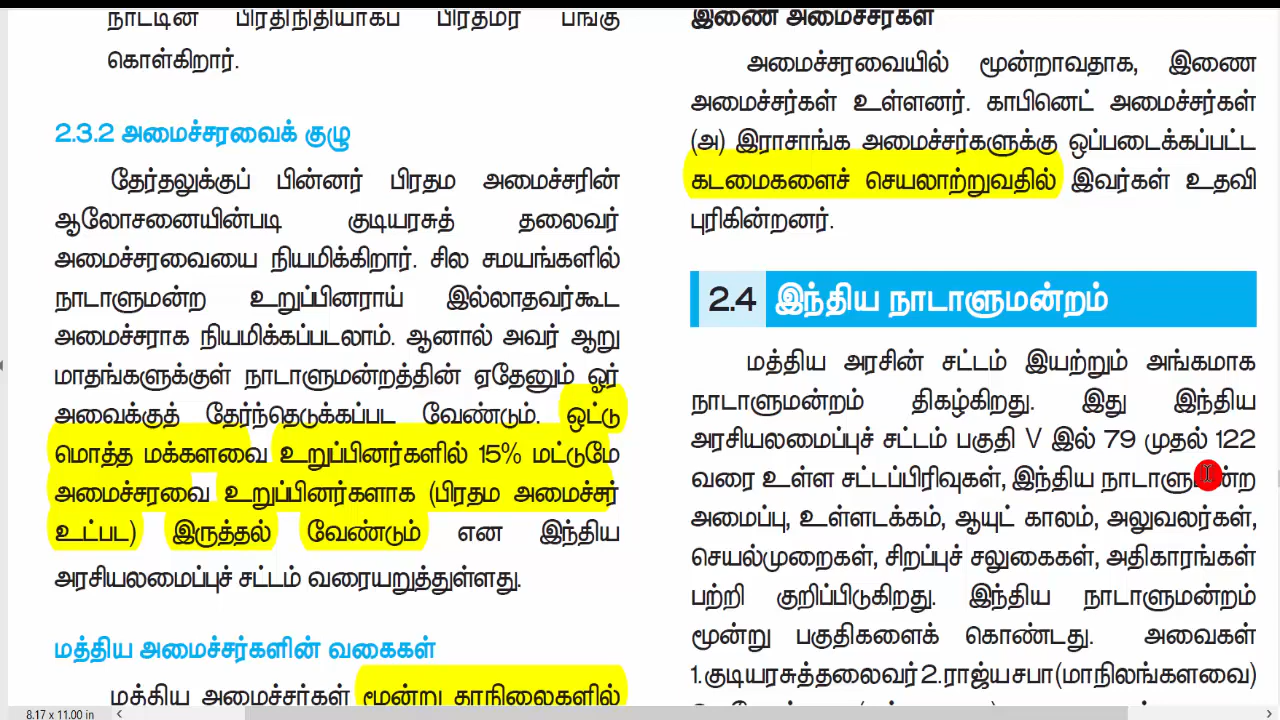 நாட்டின் பிரதிநிதியாகப் பிரதமர் பங்கு
கொள்கிறார்.
2.3.2 அமைச்சரவைக் குழு
தேர்தலுக்குப் பின்னர் பிரதம அமைச்சரின்
ஆலோசனையின்படி குடியரசுத் தலைவர்
அமைச்சரவையை நியமிக்கிறார். சில சமயங்களில்
நாடாளுமன்ற உறுப்பினராய் இல்லாதவர்கூட
அமைச்சராக நியமிக்கப்படலாம். ஆனால் அவர் ஆறு
மாதங்களுக்குள் நாடாளுமன்றத்தின் ஏதேனும் ஓர்
அவைக்குத் தேர்ந்தெடுக்கப்பட வேண்டும். ஒட்டு
மொத்த மக்களவை உறுப்பினர்களில் 15% மட்டுமே
அமைச்சரவை உறுப்பினர்களாக (பிரதம அமைச்சர்
உட்பட) இருத்தல் வேண்டும் என இந்திய
அரசியலமைப்புச் சட்டம் வரையறுத்துள்ளது.
மத்திய அமைச்சர்களின் வகைகள்
மத்திய அமைச்சர்கள் மூன்று தரநிலைகளில்
இணை அமைச்சர்கள்
அமைச்சரவையில் மூன்றாவதாக, இணை
அமைச்சர்கள் உள்ளனர். காபினெட் அமைச்சர்கள்
(அ) இராசாங்க அமைச்சர்களுக்கு ஒப்படைக்கப்பட்ட
கடமைகளைச் செயலாற்றுவதில் இவர்கள் உதவி
புரிகின்றனர்.
2.4 இந்திய நாடாளுமன்றம்
மத்திய அரசின் சட்டம் இயற்றும் அங்கமாக
நாடாளுமன்றம் திகழ்கிறது. இது இந்திய
அரசியலமைப்புச் சட்டம் பகுதி V இல் 79 முதல் 122
வரை உள்ள சட்டப்பிரிவுகள், இந்திய நாடாளுமன்ற
அமைப்பு, உள்ளடக்கம், ஆயுட் காலம், அலுவலர்கள்,
செயல்முறைகள், சிறப்புச் சலுகைகள், அதிகாரங்கள்
பற்றி குறிப்பிடுகிறது. இந்திய நாடாளுமன்றம்
மூன்று பகுதிகளைக் கொண்டது. அவைகள்
1.குடியரசுத்தலைவர் 2.ராஜ்யசபா (மாநிலங்களவை)
8.17 x 11.00 in